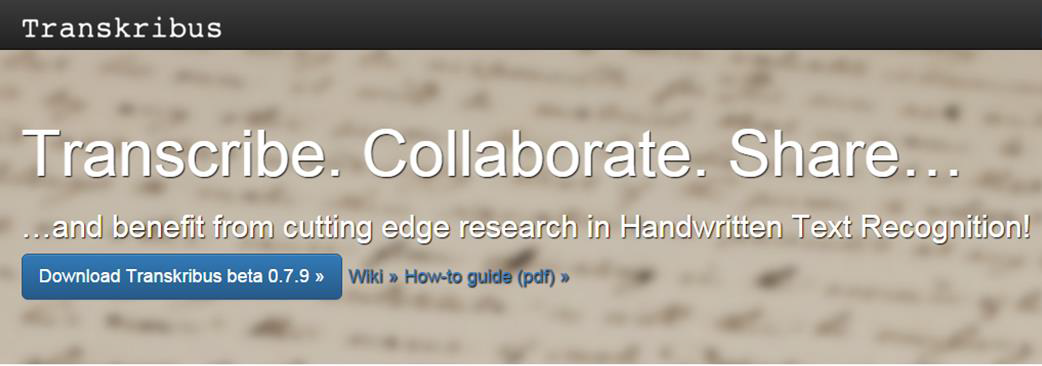 Transkribus
Transcribe. Collaborate. Share...
...and benefit from cutting edge research in Handwritten Text Recognition!
Download Transkribus beta 0.7.9 » Wiki » How-to guide (pdf) »